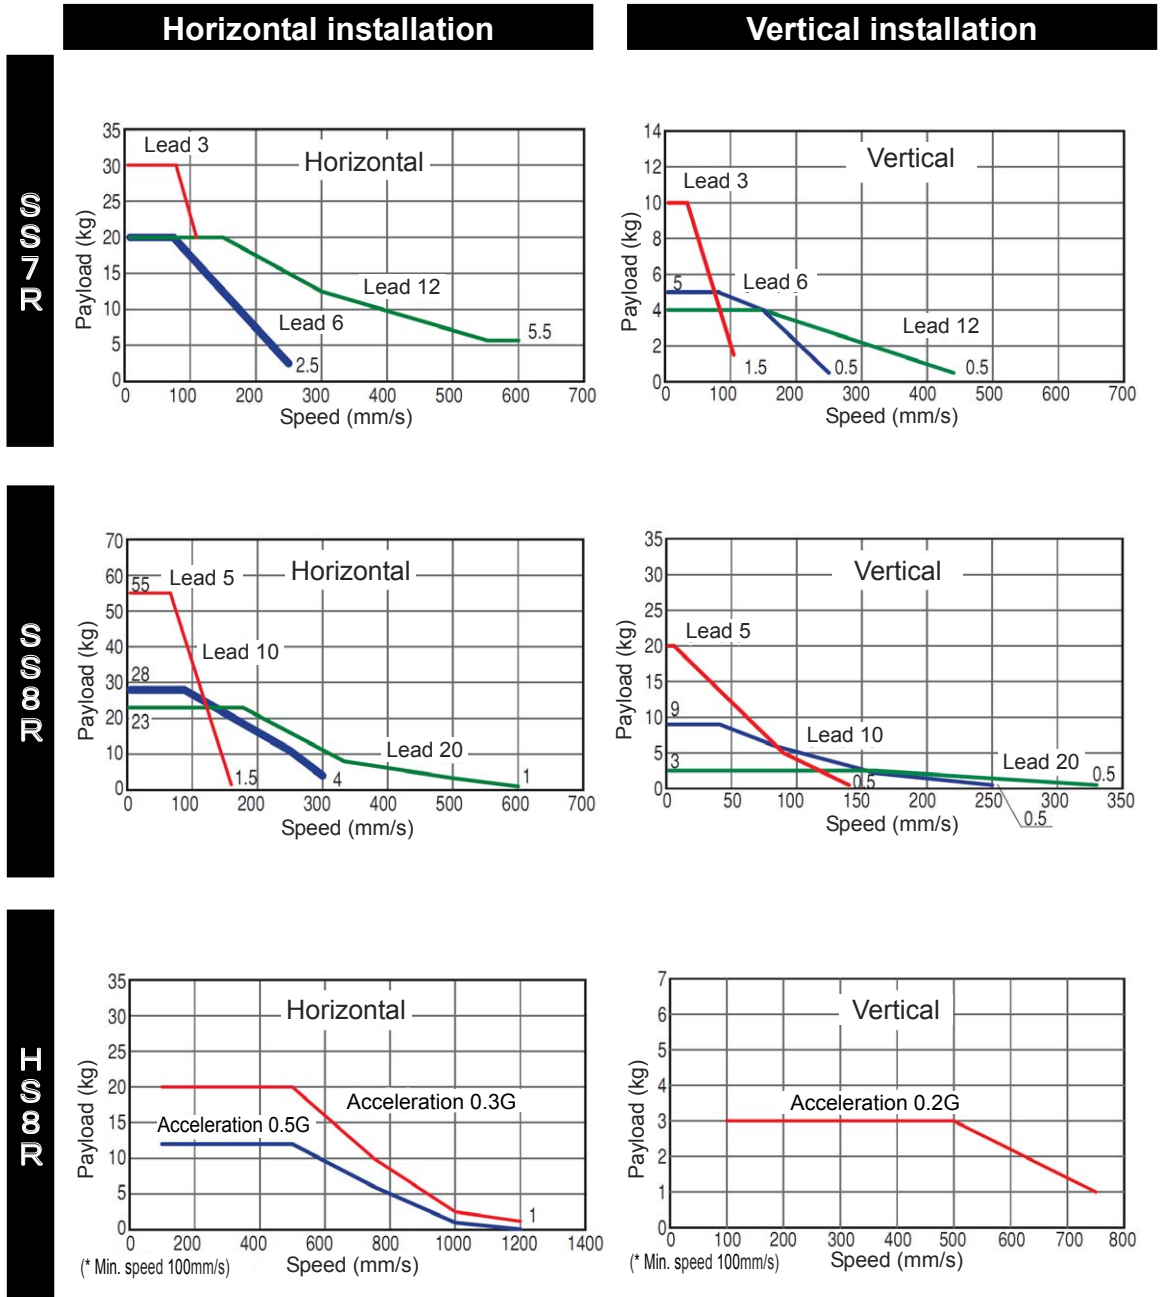 Horizontal installation
Vertical installation
SS7R
35
30
25
20
15
10
5
0
Payload (kg)
Lead 3
Horizontal
Lead 12
Lead 6
5.5
2.5
0 100 200 300 400 500 600 700
Speed (mm/s)
14
12
10
8
6
4
2
0
Payload (kg)
Vertical
Lead 3
5
Lead 6
Lead 12
1.5
0.5
0.5
0 100 200 300 400 500 600 700
Speed (mm/s)
SS8R
70
60
50
40
30
20
10
0
Payload (kg)
55
Lead 5
Horizontal
Lead 10
28
23
Lead 20
1.5
4
1
0 100 200 300 400 500 600 700
Speed (mm/s)
35
30
25
20
15
10
5
0
Payload (kg)
Vertical
Lead 5
9
Lead 10
3
Lead 20
0.5
0.5
0 50 100 150 200 250 300 350
0.5
Speed (mm/s)
HS8R
35
30
25
20
15
10
5
0
Payload (kg)
Horizontal
Acceleration 0.3G
Acceleration 0.5G
1
0 200 400 600 800 1000 1200 1400
(* Min. speed 100mm/s)
Speed (mm/s)
7
6
5
4
3
2
1
0
Payload (kg)
Vertical
Acceleration 0.2G
0 100 200 300 400 500 600 700 800
(* Min. speed 100mm/s)
Speed (mm/s)